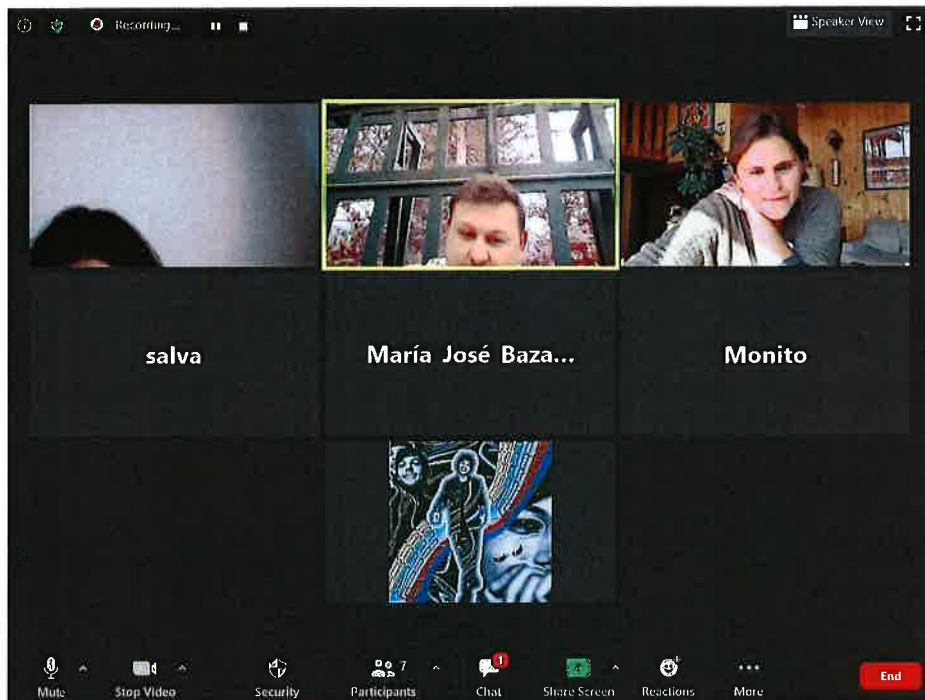 Recording...
Speaker View
salva
María José Baza...
Monito
7
1
Mute
Stop Video
Security
Participants
Chat
Share Screen
Reactions
More
End